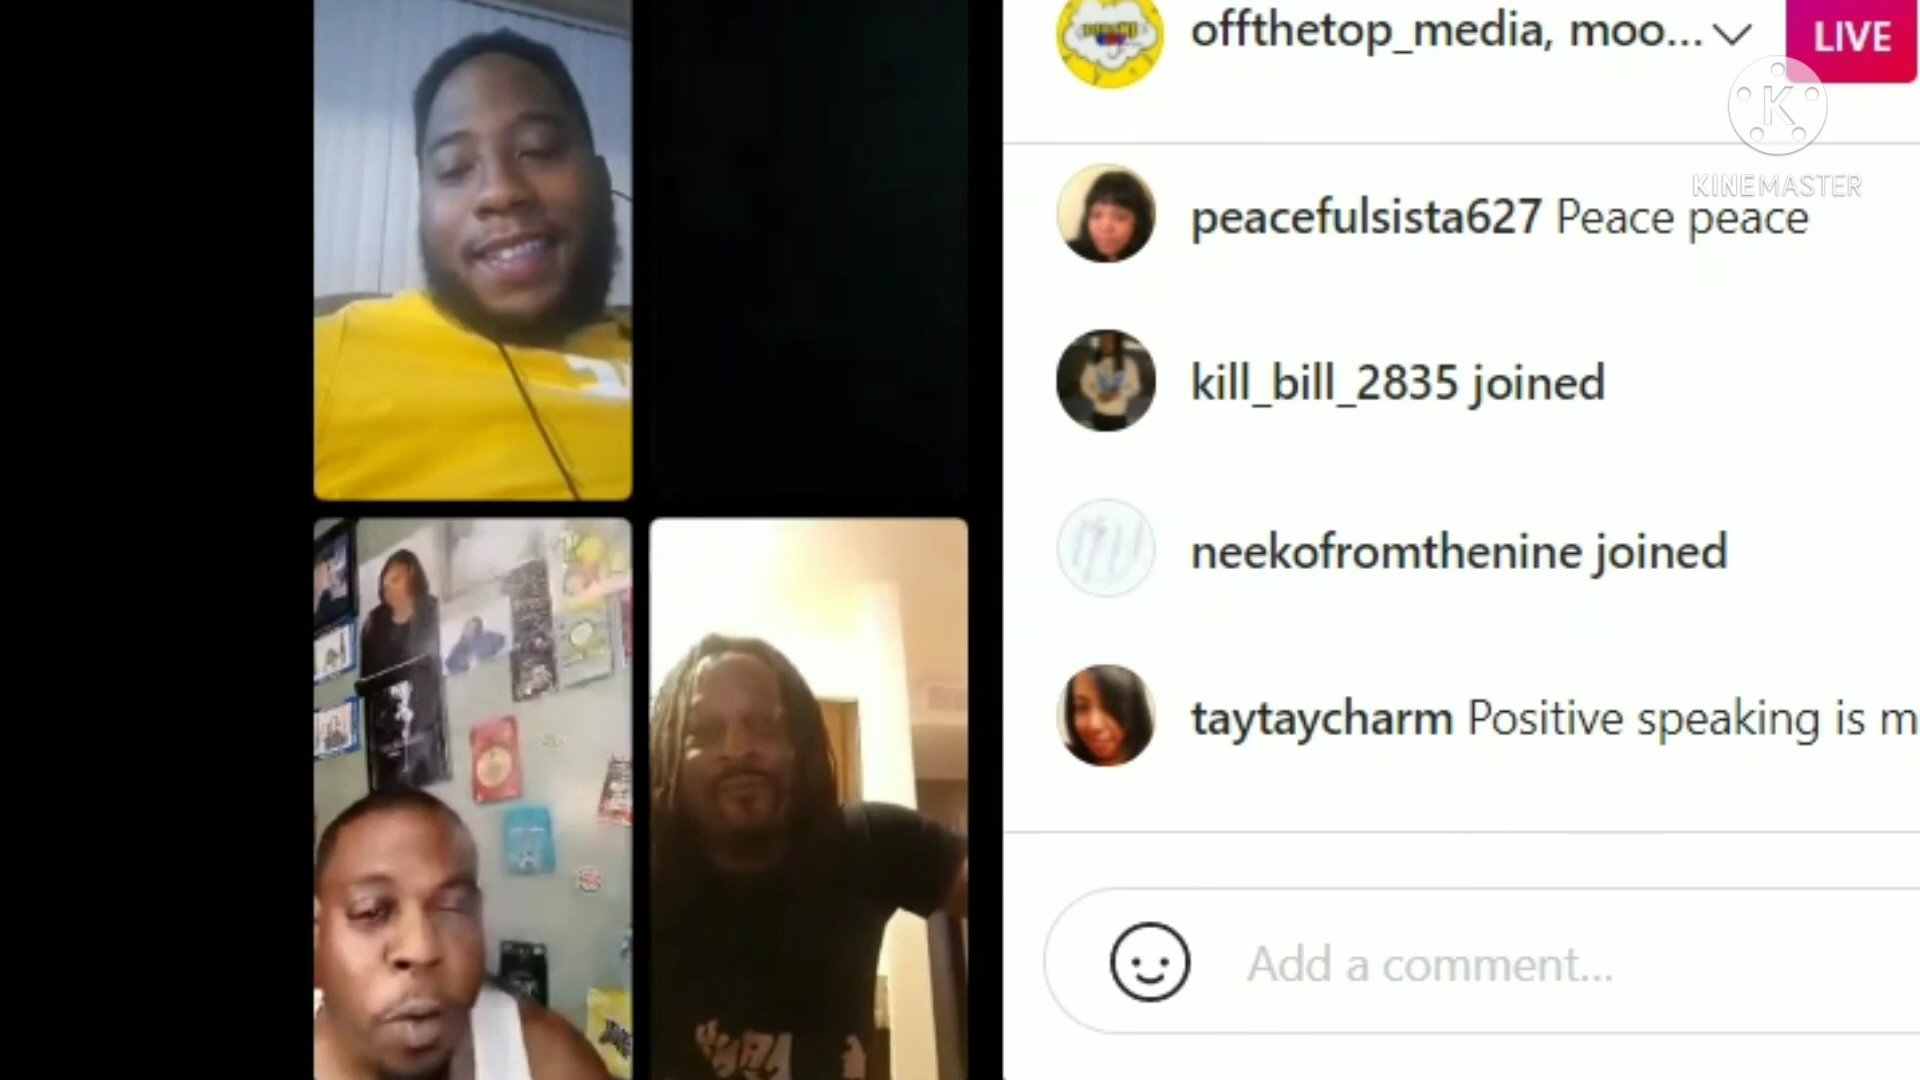 offthetop_media, moo...
LIVE
KINEMASTER
peacefulsista627 Peace peace
kill_bill_2835 joined
neekofromthenine joined
taytaycharm Positive speaking is m
Add a comment...